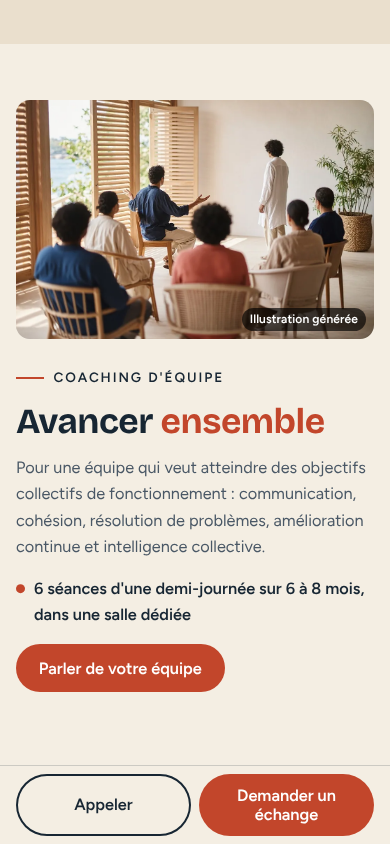 Illustration générée
COACHING D'ÉQUIPE
Avancer ensemble
Pour une équipe qui veut atteindre des objectifs
collectifs de fonctionnement : communication,
cohésion, résolution de problèmes, amélioration
continue et intelligence collective.
6 séances d'une demi-journée sur 6 à 8 mois,
dans une salle dédiée
Parler de votre équipe
Appeler
Demander un
échange